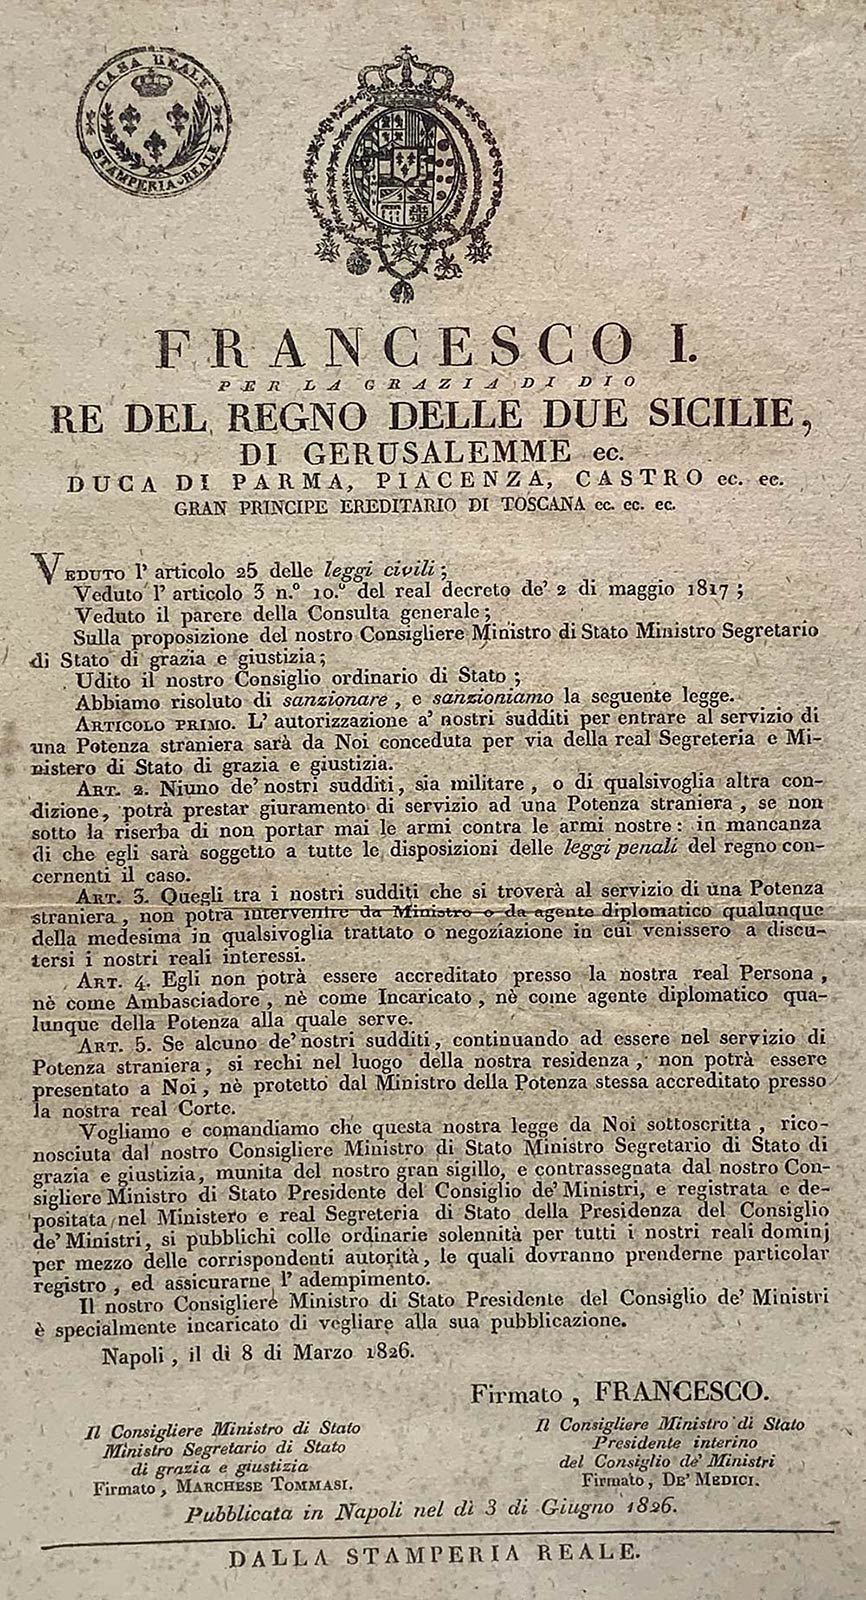 CASA REALE
STAMPERIA-REALE
FRANCESCO I.
PER LA GRAZIA DI DIO
RE DEL REGNO DELLE DUE SICILIE,
DI GERUSALEMME ec.
DUCA DI PARMA, PIACENZA, CASTRO ec. ec.
GRAN PRINCIPE EREDITARIO DI TOSCANA ec. ec. ec.
VEDUTO l' articolo 25 delle leggi civili ;
Veduto l' articolo 3 n.º 10.º del real decreto de' 2 di maggio 1817 ;
Veduto il parere della Consulta generale ;
Sulla proposizione del nostro Consigliere Ministro di Stato Ministro Segretario
di Stato di grazia e giustizia ;
Udito il nostro Consiglio ordinario di Stato ;
Abbiamo risoluto di sanzionare , e sanzioniamo la seguente legge.
ARTICOLO PRIMO. L' autorizzazione a' nostri sudditi per entrare al servizio di
una Potenza straniera sarà da Noi conceduta per via della real Segreteria e Mi-
nistero di Stato di grazia e giustizia.
ART. 2. Niuno de' nostri sudditi, sia militare , o di qualsivoglia altra con-
dizione, potrà prestar giuramento di servizio ad una Potenza straniera , se non
sotto la riserba di non portar mai le armi contra le armi nostre : in mancanza
di che egli sarà soggetto a tutte le disposizioni delle leggi penali del regno con-
cernenti il caso.
ART. 3. Quegli tra i nostri sudditi che si troverà al servizio di una Potenza
straniera , non potrà intervenire da Ministro o da agente diplomatico qualunque
della medesima in qualsivoglia trattato o negoziazione in cui venissero a discu-
tersi i nostri reali interessi.
ART. 4. Egli non potrà essere accreditato presso la nostra real Persona ,
nè come Ambasciadore , nè come Incaricato , nè come agente diplomatico qua-
lunque della Potenza alla quale serve.
ART. 5. Se alcuno de' nostri sudditi, continuando ad essere nel servizio di
Potenza straniera, si rechi nel luogo della nostra residenza, non potrà essere
presentato a Noi, nè protetto dal Ministro della Potenza stessa accreditato presso
la nostra real Corte.
Vogliamo e comandiamo che questa nostra legge da Noi sottoscritta , rico-
nosciuta dal nostro Consigliere Ministro di Stato Ministro Segretario di Stato di
grazia e giustizia, munita del nostro gran sigillo, e contrassegnata dal nostro Con-
sigliere Ministro di Stato Presidente del Consiglio de' Ministri, e registrata e de-
positata nel Ministero e real Segreteria di Stato della Presidenza del Consiglio
de' Ministri, si pubblichi colle ordinarie solennità per tutti i nostri reali dominj
per mezzo delle corrispondenti autorità, le quali dovranno prenderne particolar
registro , ed assicurarne l' adempimento.
Il nostro Consigliere Ministro di Stato Presidente del Consiglio de' Ministri
è specialmente incaricato di vegliare alla sua pubblicazione.
Napoli , il dì 8 di Marzo 1826.
Firmato , FRANCESCO.
Il Consigliere Ministro di Stato
Ministro Segretario di Stato
di grazia e giustizia
Firmato, MARCHESE TOMMASI.
Il Consigliere Ministro di Stato
Presidente interino
del Consiglio de' Ministri
Firmato, DE' MEDICI.
Pubblicata in Napoli nel dì 3 di Giugno 1826.
DALLA STAMPERIA REALE.